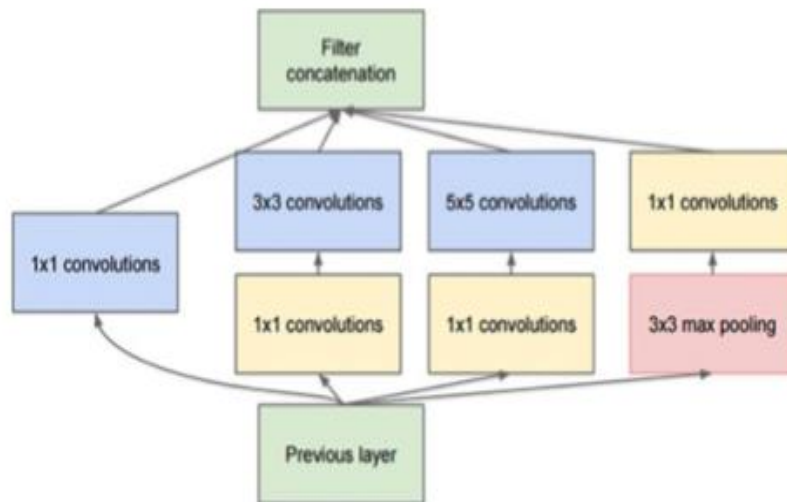 Filter
concatenation
3x3 convolutions
5x5 convolutions
1x1 convolutions
1x1 convolutions
1x1 convolutions
1x1 convolutions
3x3 max pooling
Previous layer